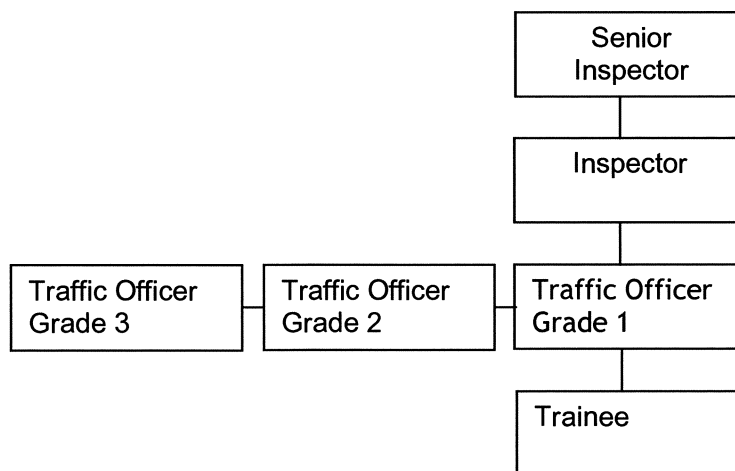 Senior
Inspector
Inspector
Traffic Officer
Grade 3
Traffic Officer
Grade 2
Traffic Officer
Grade 1
Trainee